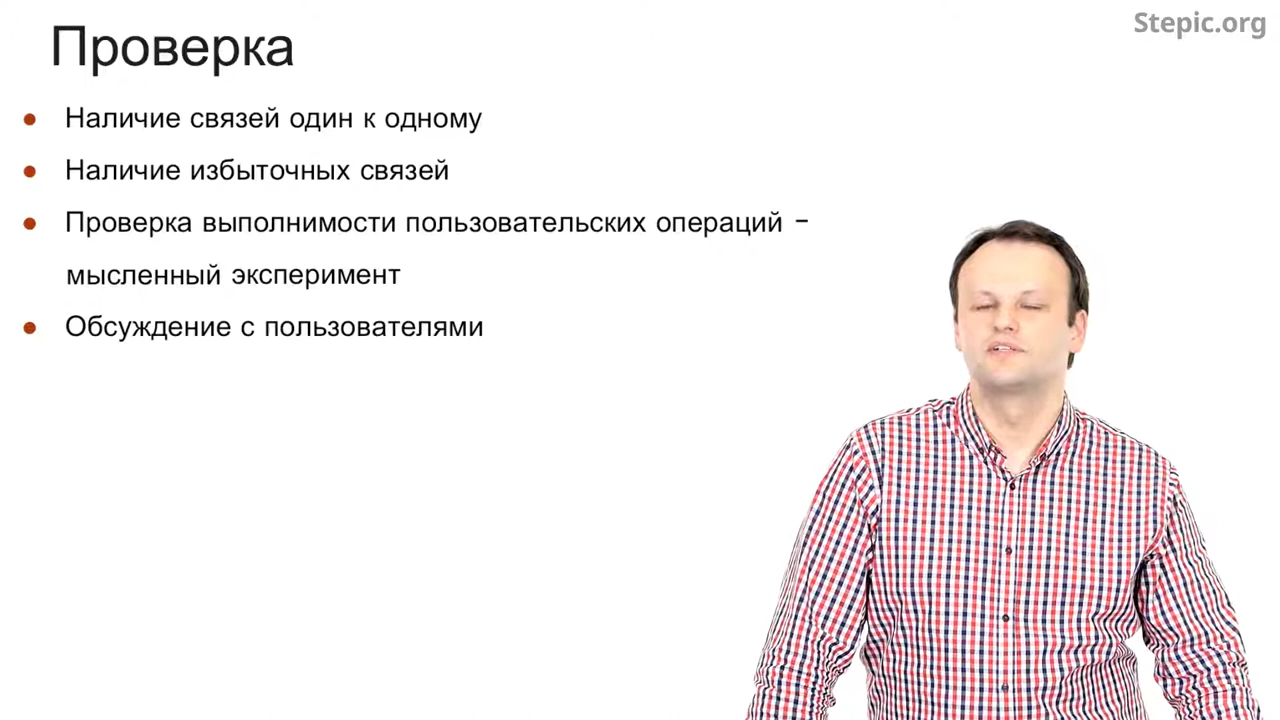 Stepic.org
Проверка
● Наличие связей один к одному
● Наличие избыточных связей
● Проверка выполнимости пользовательских операций –
мысленный эксперимент
● Обсуждение с пользователями